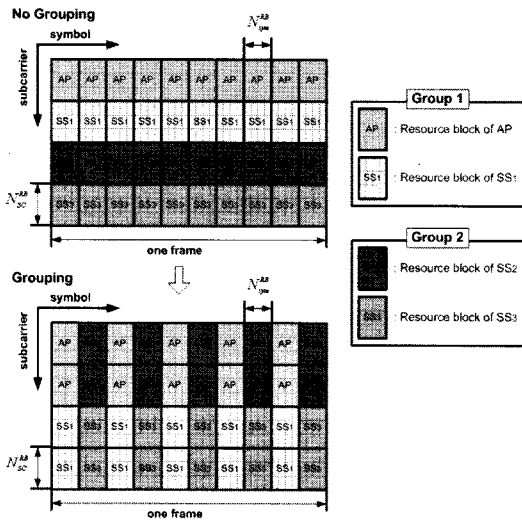 No Grouping
symbol
N_sym^RB
subcarrier
AP AP AP AP AP AP AP AP AP AP
SS1 SS1 SS1 SS1 SS1 SS1 SS1 SS1 SS1 SS1
N_SC^RB
SS3 SS3 SS3 SS3 SS3 SS3 SS3 SS3 SS3 SS3
one frame
Group 1
AP : Resource block of AP
SS1 : Resource block of SS1
Group 2
: Resource block of SS2
SS3 : Resource block of SS3
Grouping
symbol
N_sym^RB
subcarrier
AP AP AP AP AP
AP AP AP AP AP
SS1 SS3 SS1 SS3 SS1 SS3 SS1 SS3 SS1 SS3
N_SC^RB
SS1 SS3 SS1 SS3 SS1 SS3 SS1 SS3 SS1 SS3
one frame